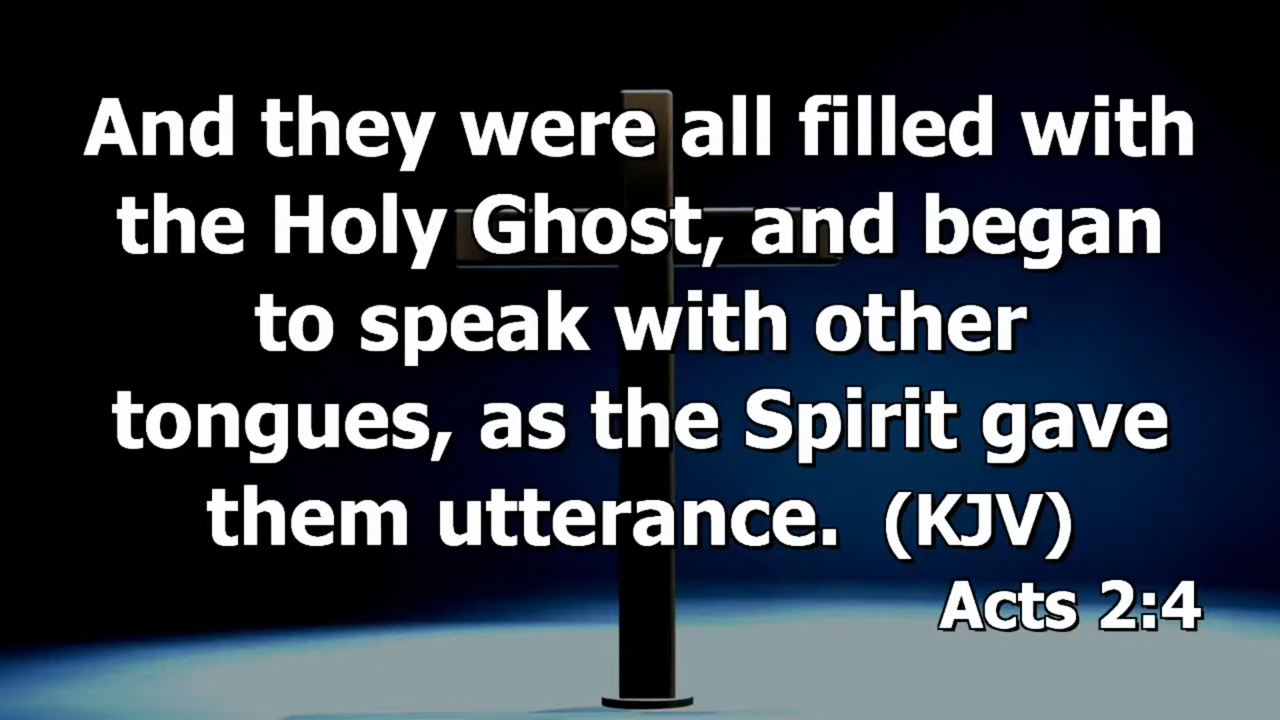 And they were all filled with
the Holy Ghost, and began
to speak with other
tongues, as the Spirit gave
them utterance.  (KJV)
Acts 2:4